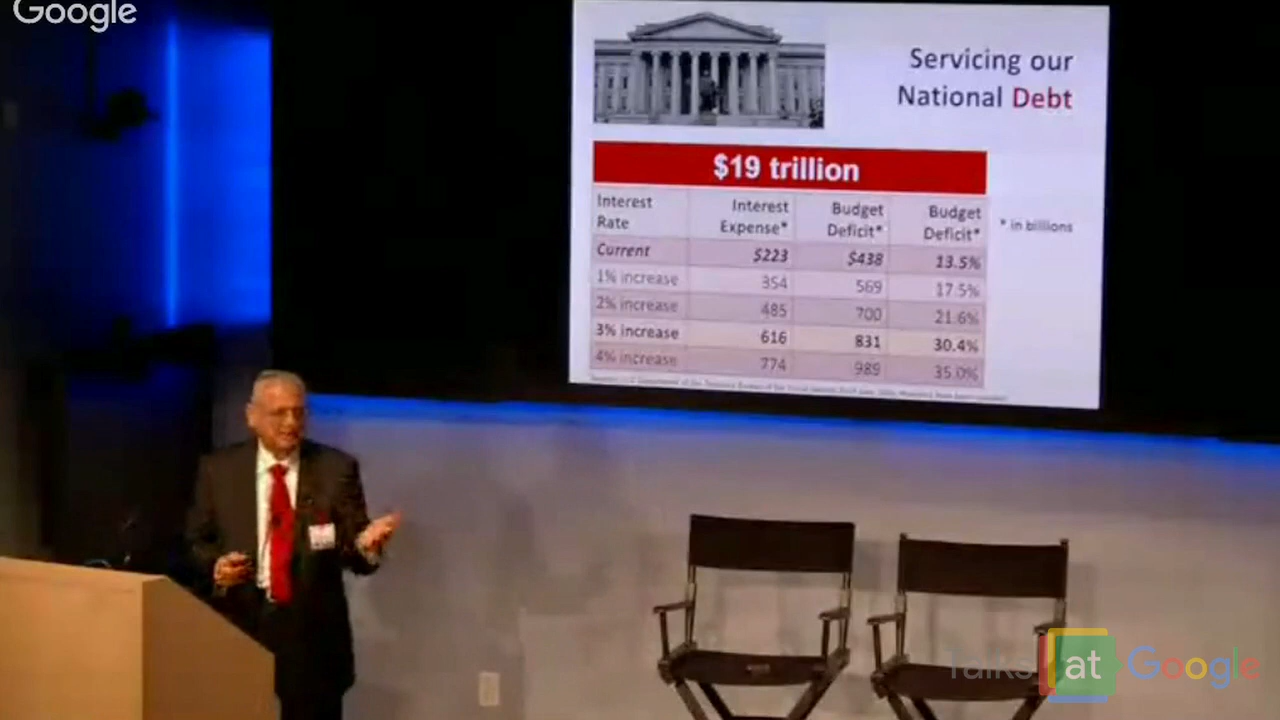 Google
Servicing our
National Debt
$19 trillion
Interest Rate Interest Expense* Budget Deficit* Budget Deficit*
* in billions
Current $223 $438 13.5%
1% increase 354 569 17.5%
2% increase 485 700 21.6%
3% increase 616 831 30.4%
4% increase 774 989 35.0%
Talks at Google